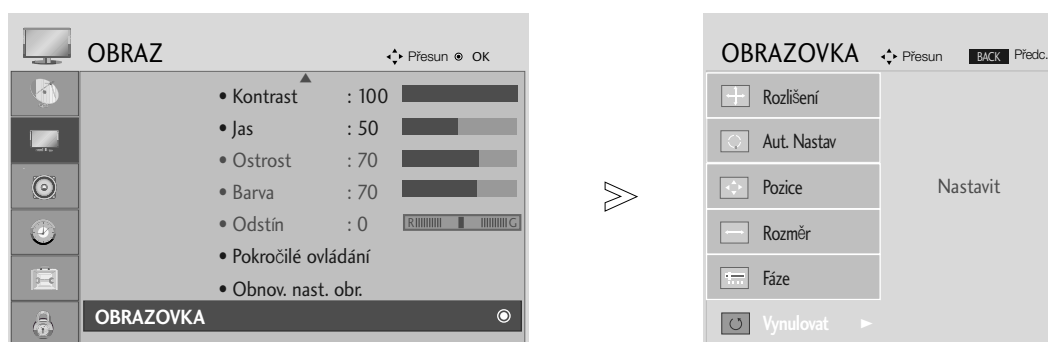 OBRAZ Přesun OK
• Kontrast : 100
• Jas : 50
• Ostrost : 70
• Barva : 70
• Odstín : 0 R G
• Pokročilé ovládání
• Obnov. nast. obr.
OBRAZOVKA
OBRAZOVKA Přesun BACK Předc.
Rozlišení
Aut. Nastav
Pozice
Rozměr
Fáze
Vynulovat
Nastavit